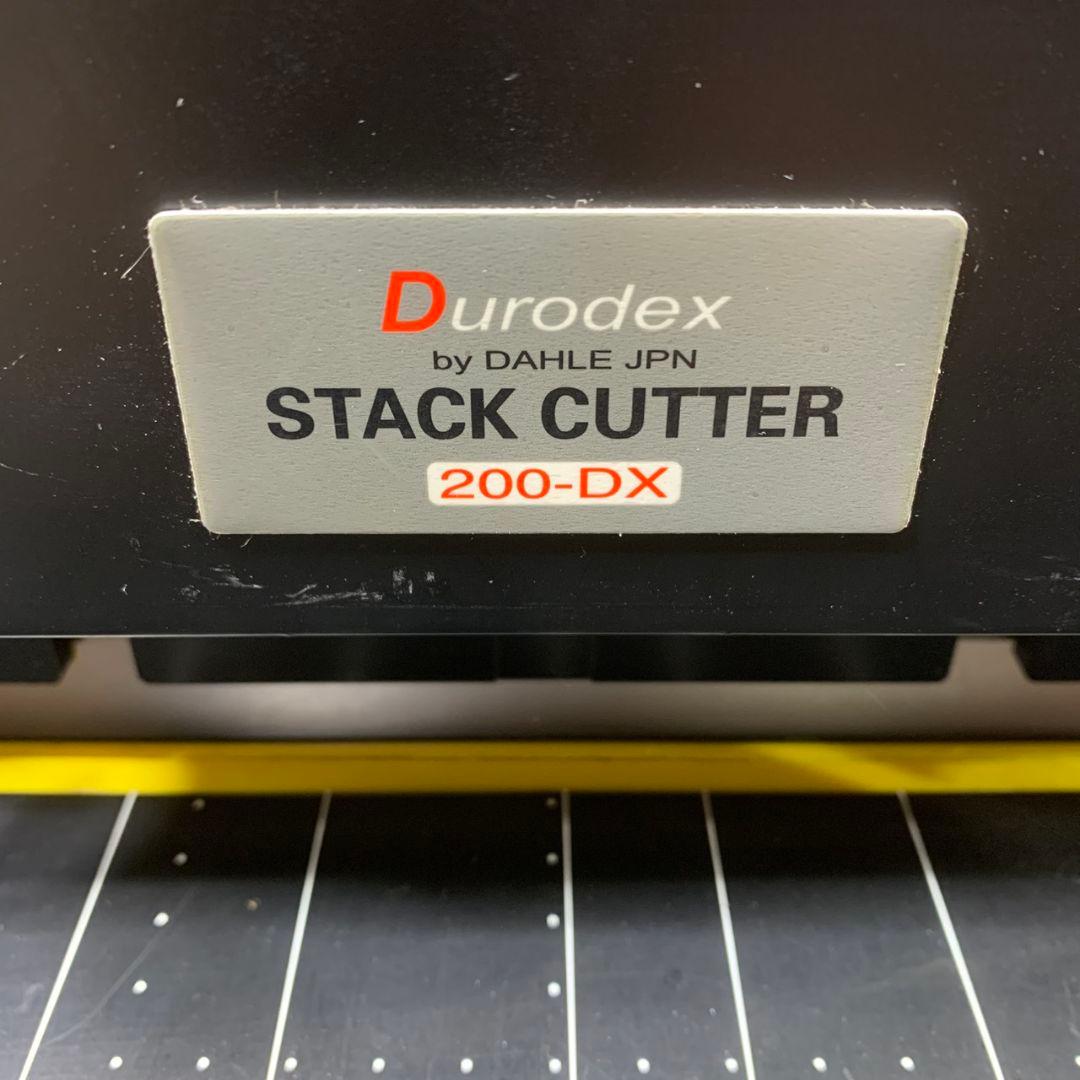 Durodex
by DAHLE JPN
STACK CUTTER
200-DX